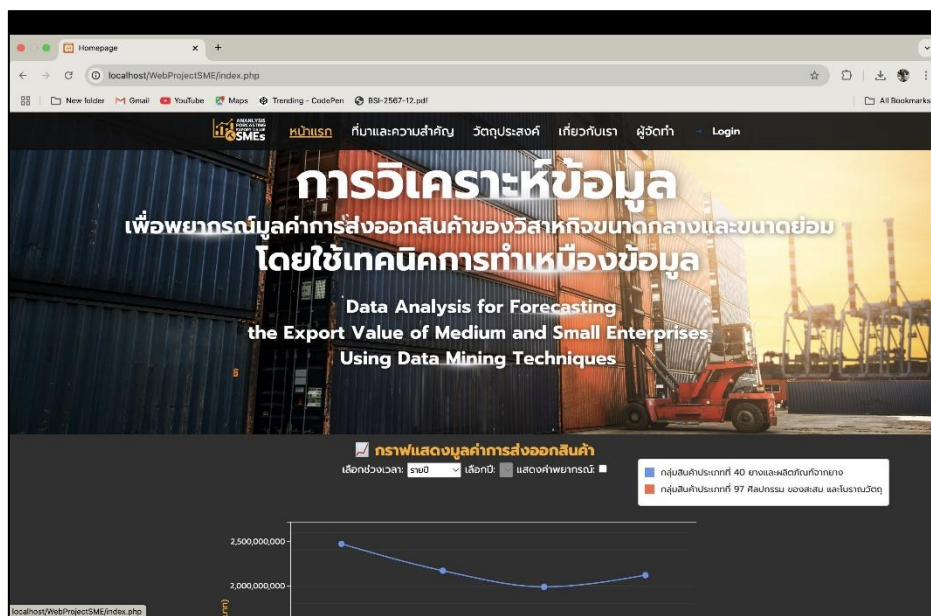 Homepage
localhost/WebProjectSME/index.php
New folder
Gmail
YouTube
Maps
Trending - CodePen
BSI-2567-12.pdf
All Bookmarks
SMEs
หน้าแรก
ที่มาและความสำคัญ
วัตถุประสงค์
เกี่ยวกับเรา
ผู้จัดทำ
Login
การวิเคราะห์ข้อมูล
เพื่อพยากรณ์มูลค่าการส่งออกสินค้าของวิสาหกิจขนาดกลางและขนาดย่อม
โดยใช้เทคนิคการทำเหมืองข้อมูล
Data Analysis for Forecasting
the Export Value of Medium and Small Enterprises
Using Data Mining Techniques
กราฟแสดงมูลค่าการส่งออกสินค้า
เลือกช่วงเวลา: รายปี เลือกปี: แสดงค่าพยากรณ์:
กลุ่มสินค้าประเภทที่ 40 ยางและผลิตภัณฑ์จากยาง
กลุ่มสินค้าประเภทที่ 97 ศิลปกรรม ของสะสม และโบราณวัตถุ
2,500,000,000
2,000,000,000
localhost/WebProjectSME/index.php